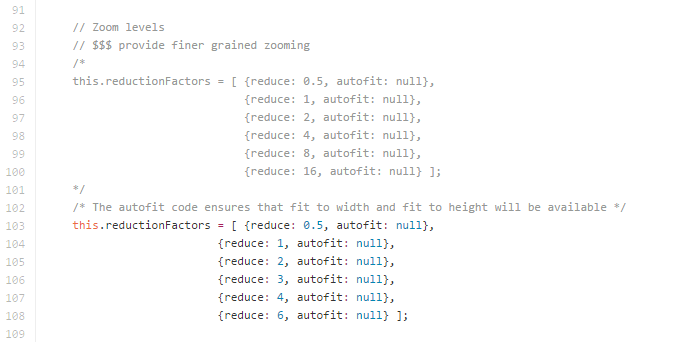 91
92 // Zoom levels
93 // $$$ provide finer grained zooming
94 /*
95 this.reductionFactors = [ {reduce: 0.5, autofit: null},
96 {reduce: 1, autofit: null},
97 {reduce: 2, autofit: null},
98 {reduce: 4, autofit: null},
99 {reduce: 8, autofit: null},
100 {reduce: 16, autofit: null} ];
101 */
102 /* The autofit code ensures that fit to width and fit to height will be available */
103 this.reductionFactors = [ {reduce: 0.5, autofit: null},
104 {reduce: 1, autofit: null},
105 {reduce: 2, autofit: null},
106 {reduce: 3, autofit: null},
107 {reduce: 4, autofit: null},
108 {reduce: 6, autofit: null} ];
109